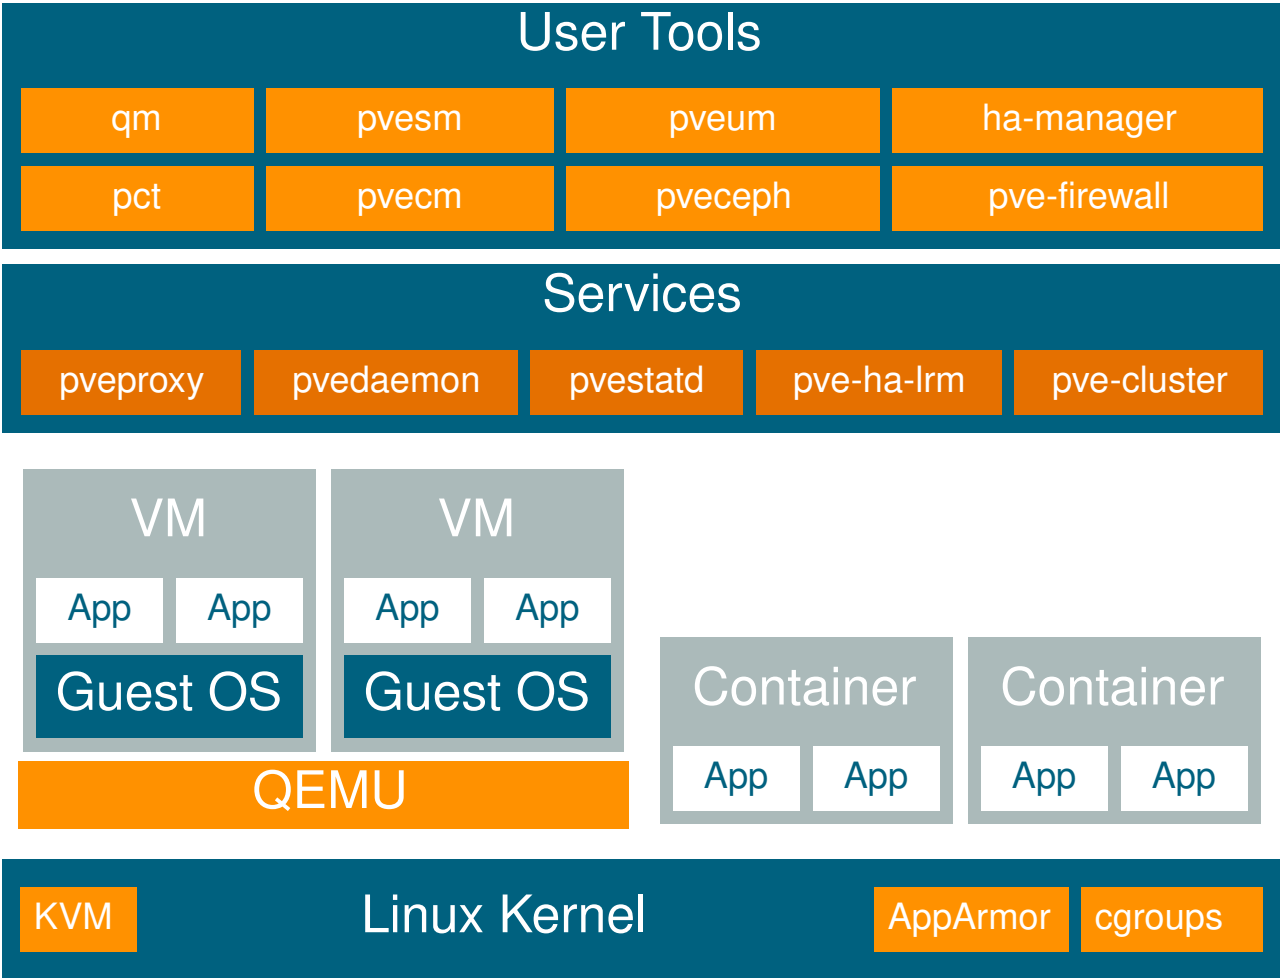 User Tools
qm pvesm pveum ha-manager
pct pvecm pveceph pve-firewall
Services
pveproxy pvedaemon pvestatd pve-ha-lrm pve-cluster
VM VM
App App App App
Guest OS Guest OS
Container Container
QEMU
App App App App
KVM Linux Kernel AppArmor cgroups